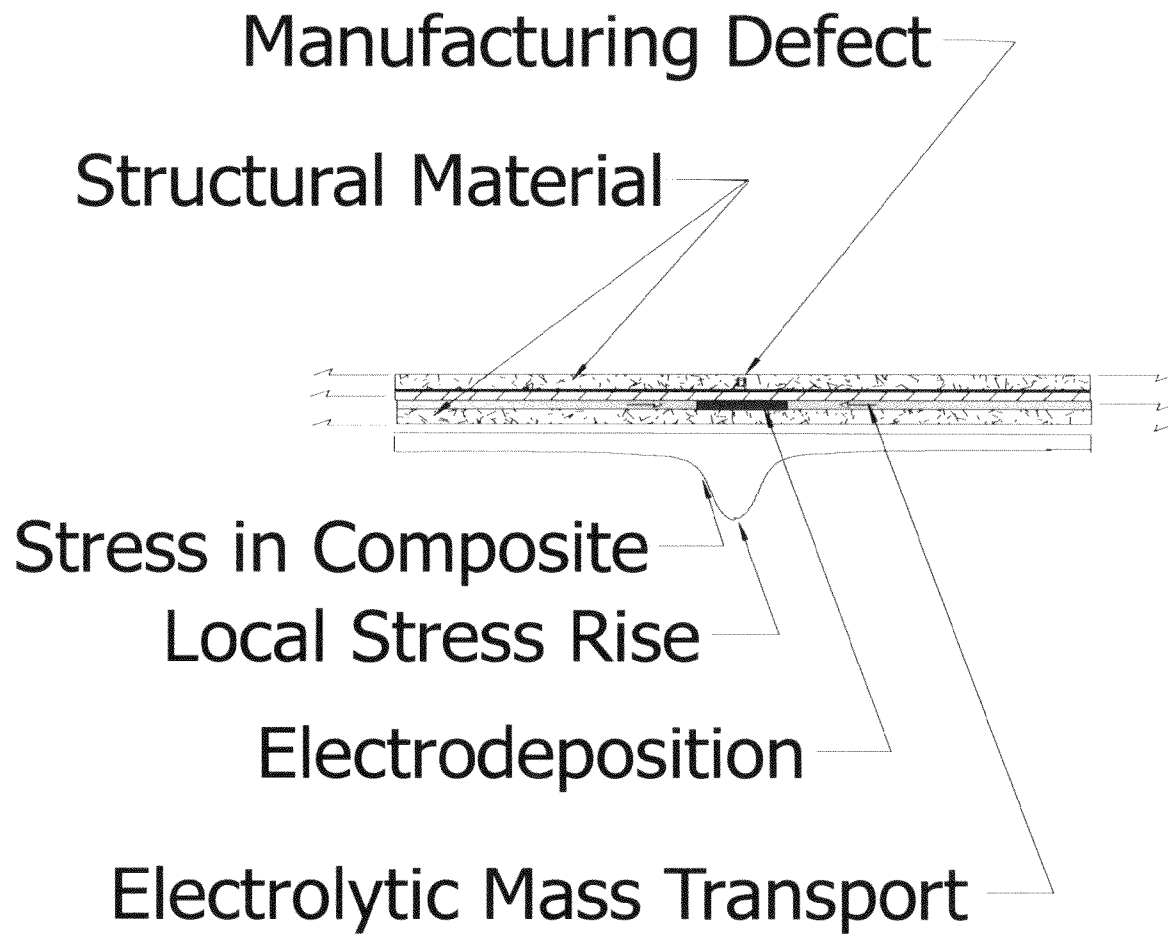 Manufacturing Defect
Structural Material
Stress in Composite
Local Stress Rise
Electrodeposition
Electrolytic Mass Transport